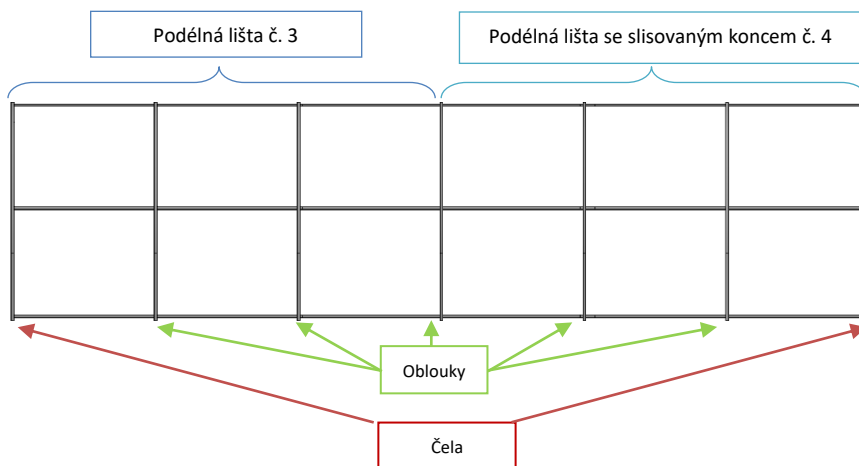 Podélná lišta č. 3
Podélná lišta se slisovaným koncem č. 4
Oblouky
Čela